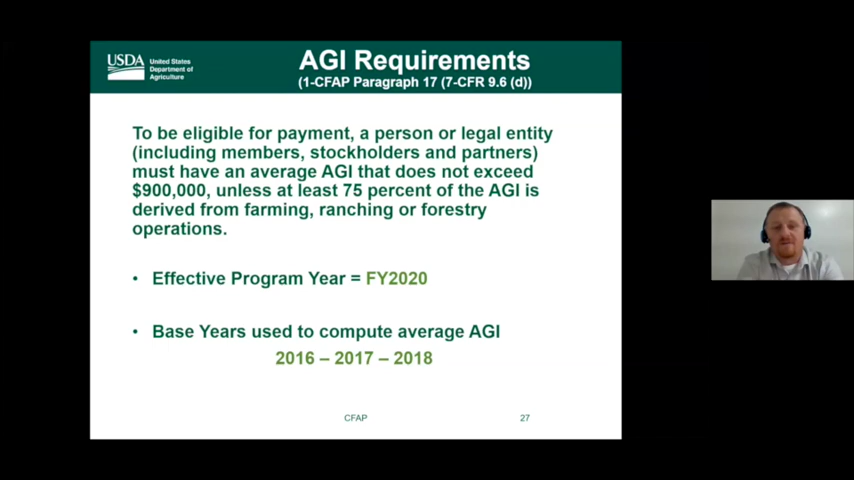 USDA
United States
Department of
Agriculture
AGI Requirements
(1-CFAP Paragraph 17 (7-CFR 9.6 (d))
To be eligible for payment, a person or legal entity
(including members, stockholders and partners)
must have an average AGI that does not exceed
$900,000, unless at least 75 percent of the AGI is
derived from farming, ranching or forestry
operations.
• Effective Program Year = FY2020
• Base Years used to compute average AGI
2016 – 2017 – 2018
CFAP 27